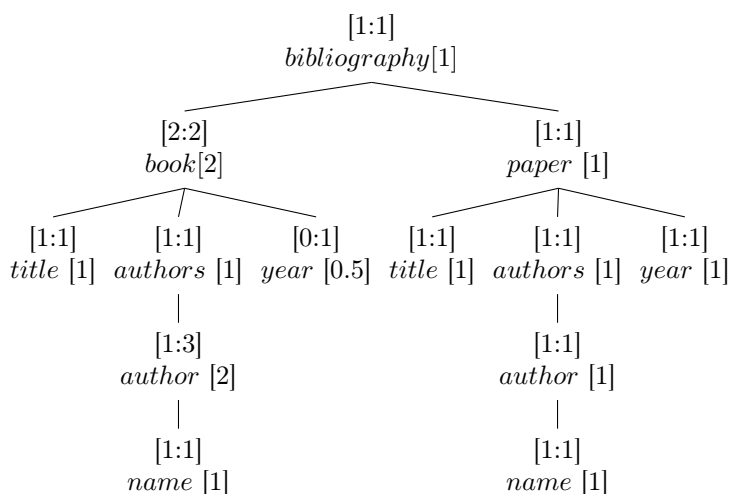 [1:1]
bibliography[1]
[2:2] [1:1]
book[2] paper [1]
[1:1] [1:1] [0:1] [1:1] [1:1] [1:1]
title [1] authors [1] year [0.5] title [1] authors [1] year [1]
[1:3] [1:1]
author [2] author [1]
[1:1] [1:1]
name [1] name [1]